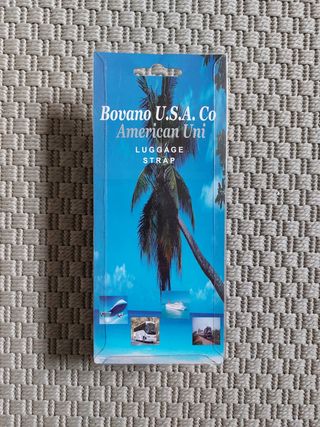 Bovano U.S.A. Co
American Uni
LUGGAGE
STRAP